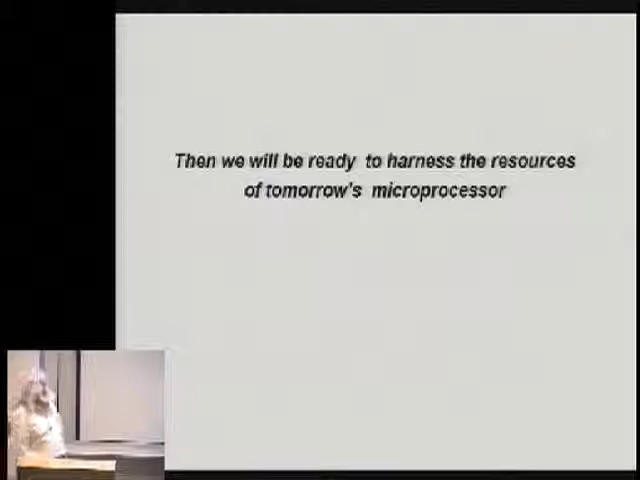 Then we will be ready to harness the resources
of tomorrow's microprocessor